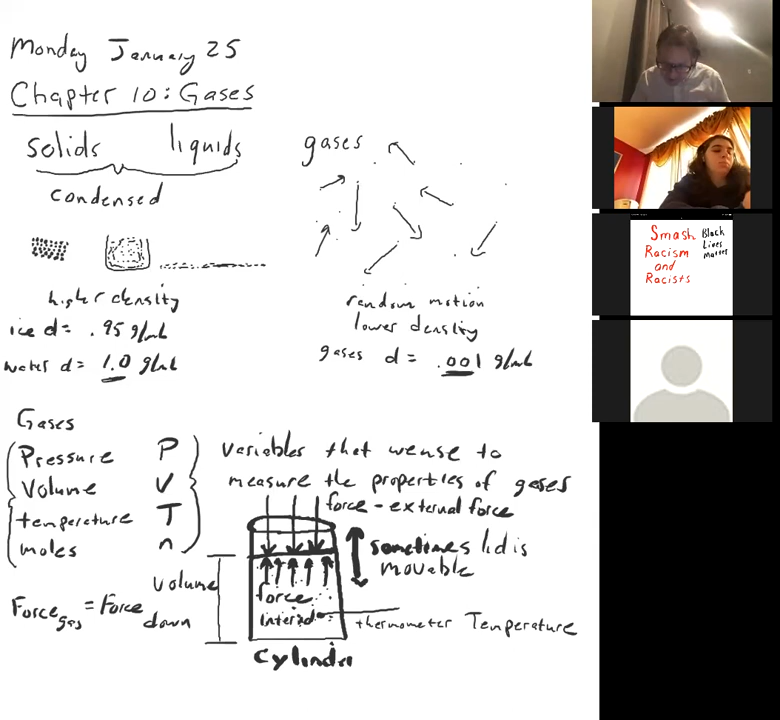 Monday January 25
Chapter 10: Gases
solids liquids gases
condensed
higher density
random motion
lower density
ice d = .95 g/mL
water d = 1.0 g/mL
gases d = .001 g/mL
Gases
Pressure P
Volume V
temperature T
moles n
variables that we use to
measure the properties of gases
force - external force
sometimes lid is
movable
volume
force
internal
Force gas = Force down
thermometer Temperature
Cylinder
Smash
Racism
and
Racists
Black
Lives
Matter